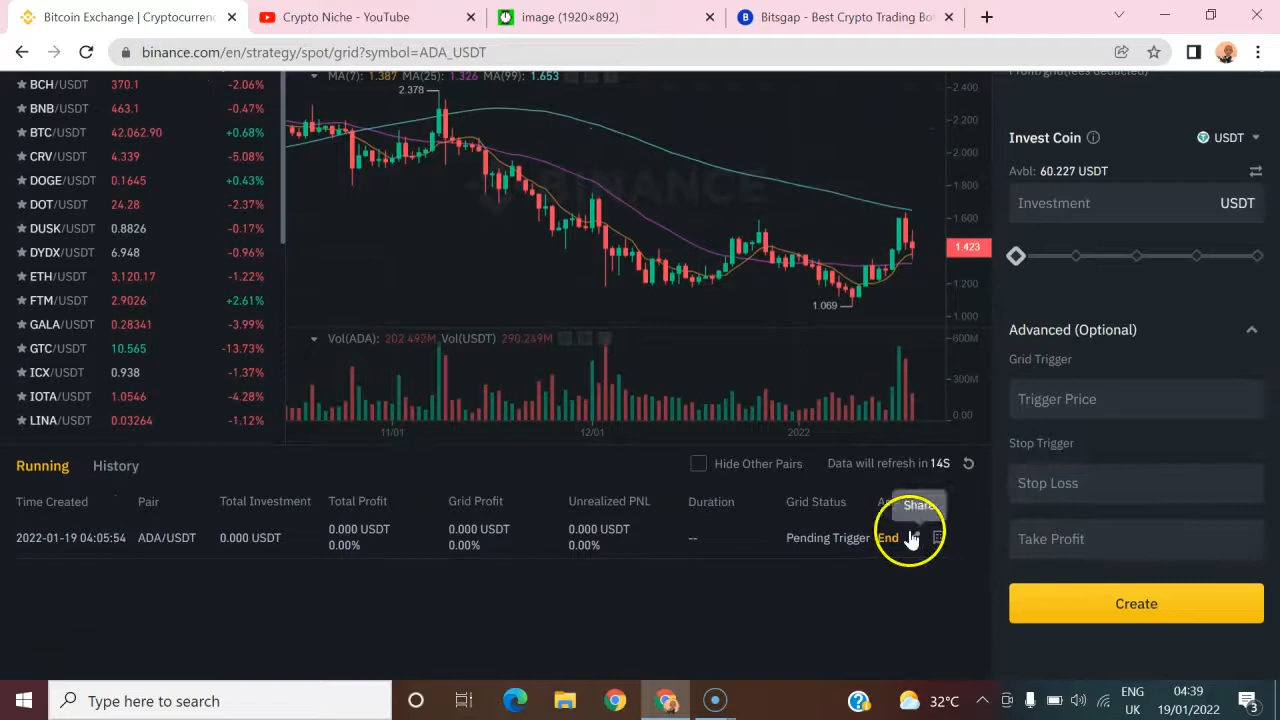 Bitcoin Exchange | Cryptocurrenc
Crypto Niche - YouTube
image (1920×892)
B Bitsgap - Best Crypto Trading Bo
binance.com/en/strategy/spot/grid?symbol=ADA_USDT
BCH/USDT 370.1 -2.06%
BNB/USDT 463.1 -0.47%
BTC/USDT 42,062.90 +0.68%
CRV/USDT 4.339 -5.08%
DOGE/USDT 0.1645 +0.43%
DOT/USDT 24.28 -2.37%
DUSK/USDT 0.8826 -0.17%
DYDX/USDT 6.948 -0.96%
ETH/USDT 3,120.17 -1.22%
FTM/USDT 2.9026 +2.61%
GALA/USDT 0.28341 -3.99%
GTC/USDT 10.565 -13.73%
ICX/USDT 0.938 -1.37%
IOTA/USDT 1.0546 -4.28%
LINA/USDT 0.03264 -1.12%
MA(7): 1.387 MA(25): 1.326 MA(99): 1.653
2.378
BINANCE
1.069
2.400
2.200
2.000
1.800
1.600
1.423
1.200
1.000
Vol(ADA): 202.492M Vol(USDT) 290.249M
600M
300M
0.00
11/01 12/01 2022
Profit/grid(fees deducted)
Invest Coin USDT
Avbl: 60.227 USDT
Investment USDT
Advanced (Optional)
Grid Trigger
Trigger Price
Stop Trigger
Stop Loss
Take Profit
Create
Running History
Hide Other Pairs Data will refresh in 14S
Time Created Pair Total Investment Total Profit Grid Profit Unrealized PNL Duration Grid Status
Share
2022-01-19 04:05:54 ADA/USDT 0.000 USDT 0.000 USDT 0.000 USDT 0.000 USDT -- Pending Trigger End
0.00% 0.00% 0.00%
Type here to search
32°C
ENG
UK
04:39
19/01/2022
3